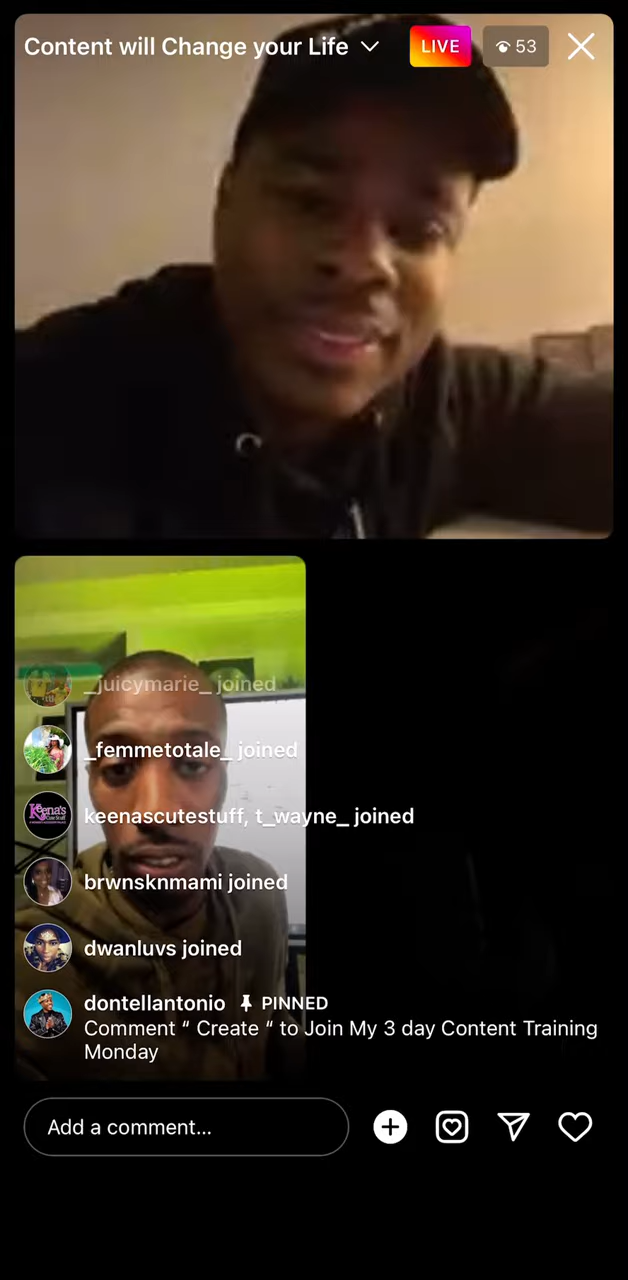 Content will Change your Life
LIVE
53
_juicymarie_ joined
_femmetotale_ joined
Keena's
keenascutestuff, t_wayne_ joined
brwnsknmami joined
dwanluvs joined
dontellantonio PINNED
Comment “ Create “ to Join My 3 day Content Training
Monday
Add a comment...